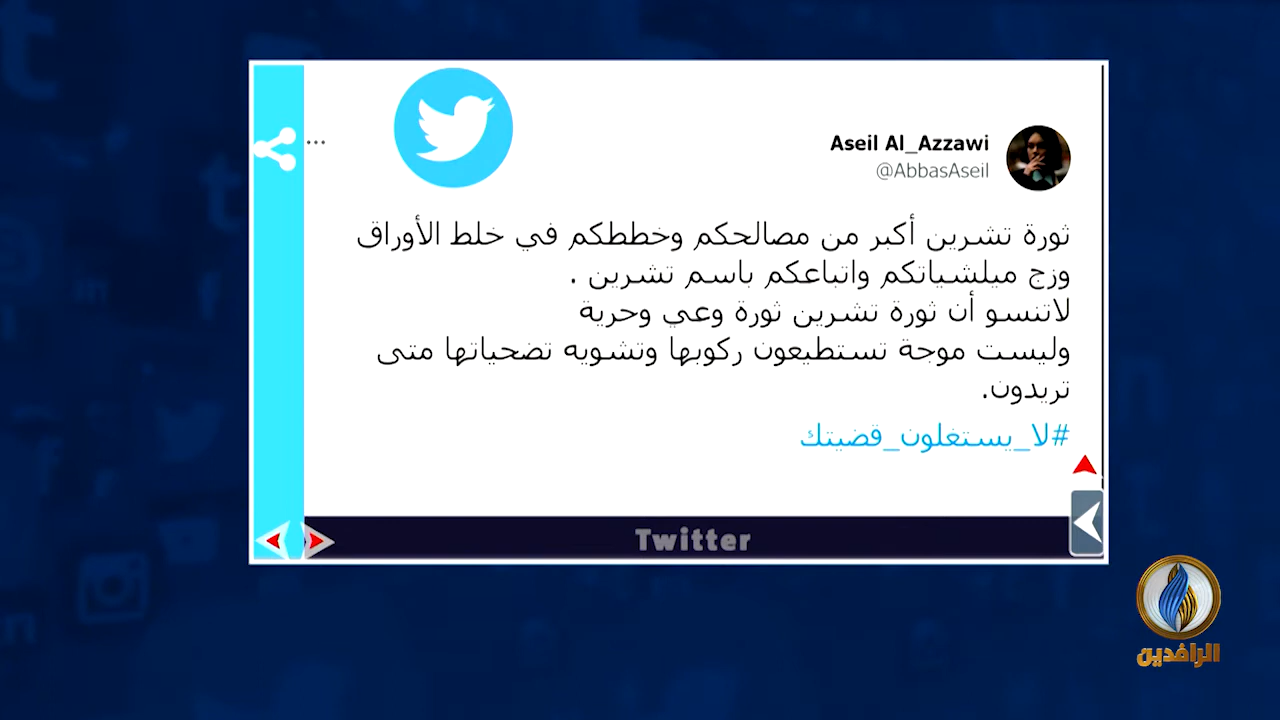 Aseil Al_Azzawi
@AbbasAseil
ثورة تشرين أكبر من مصالحكم وخططكم في خلط الأوراق
وزج ميلشياتكم واتباعكم باسم تشرين .
لاتنسو أن ثورة تشرين ثورة وعي وحرية
وليست موجة تستطيعون ركوبها وتشويه تضحياتها متى
تريدون.
#لا_يستغلون_قضيتك
Twitter
الرافدين